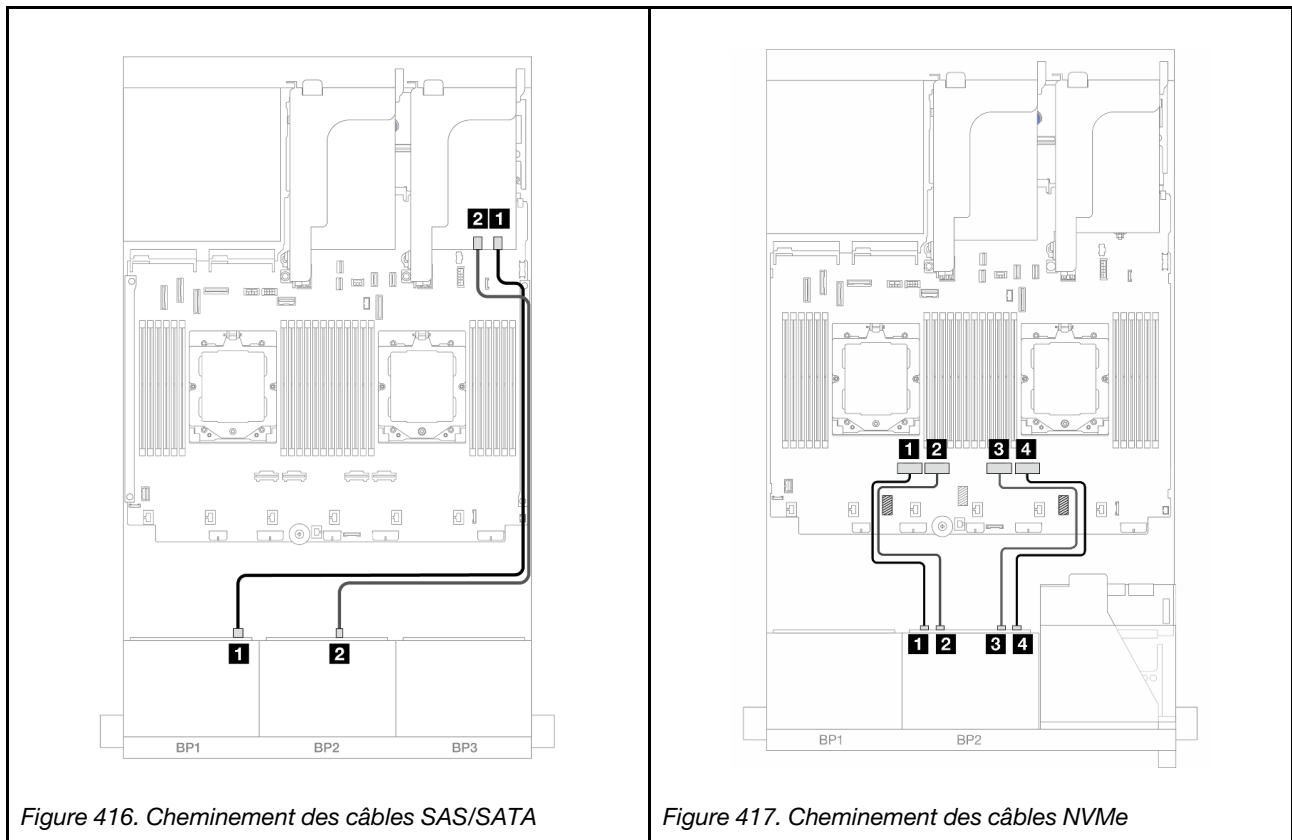 2 1
1
2
BP1 BP2 BP3
Figure 416. Cheminement des câbles SAS/SATA
1 2 3 4
1 2 3 4
BP1 BP2
Figure 417. Cheminement des câbles NVMe